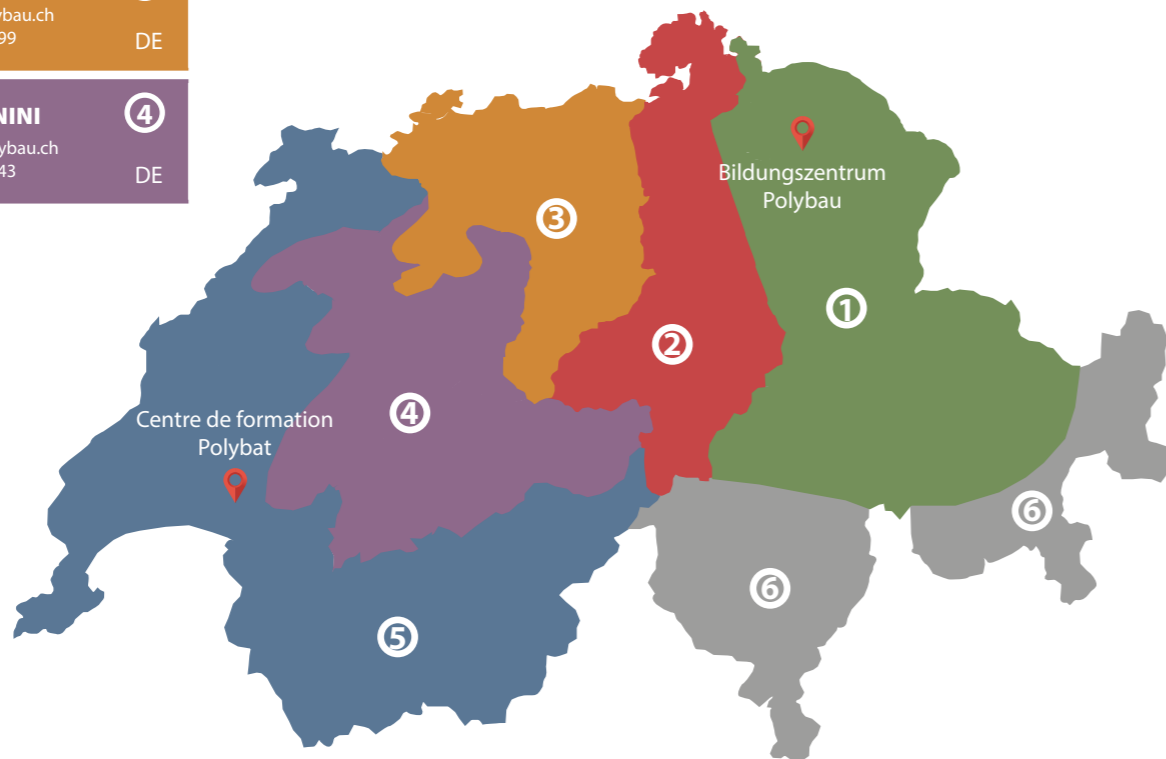 ybau.ch
99
DE
NINI
④
ybau.ch
43
DE
Bildungszentrum
Polybau
③
①
②
④
Centre de formation
Polybat
⑥
⑥
⑤